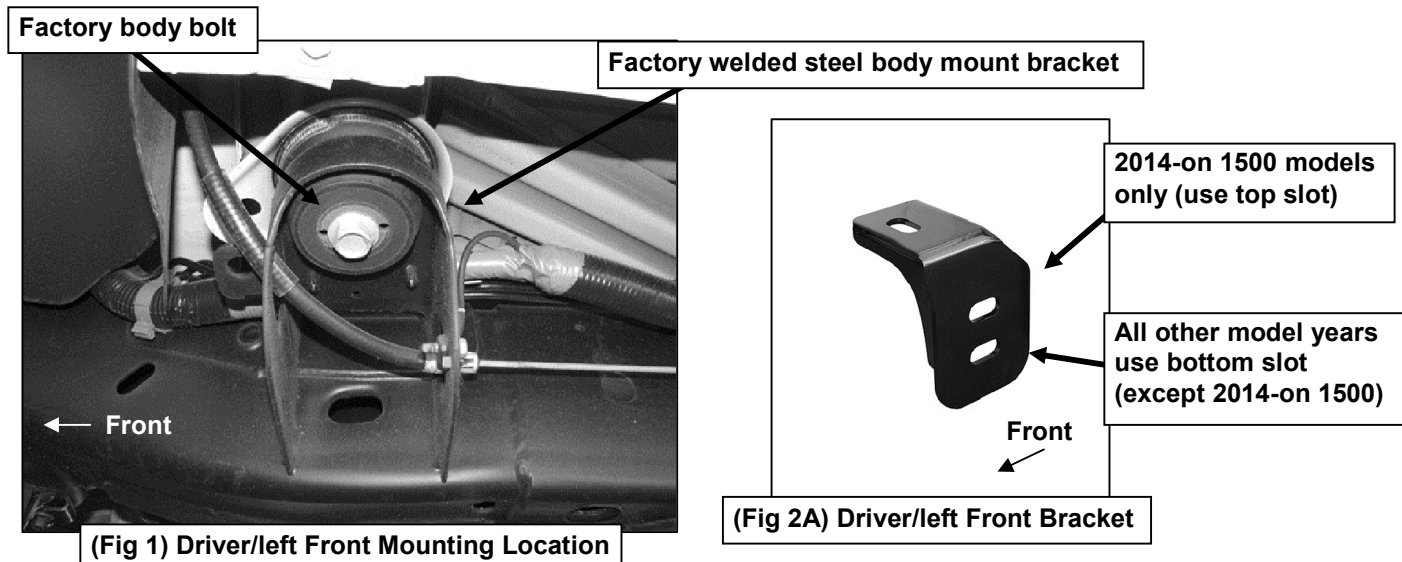 Factory body bolt
Factory welded steel body mount bracket
Front
(Fig 1) Driver/left Front Mounting Location
2014-on 1500 models
only (use top slot)
All other model years
use bottom slot
(except 2014-on 1500)
Front
(Fig 2A) Driver/left Front Bracket